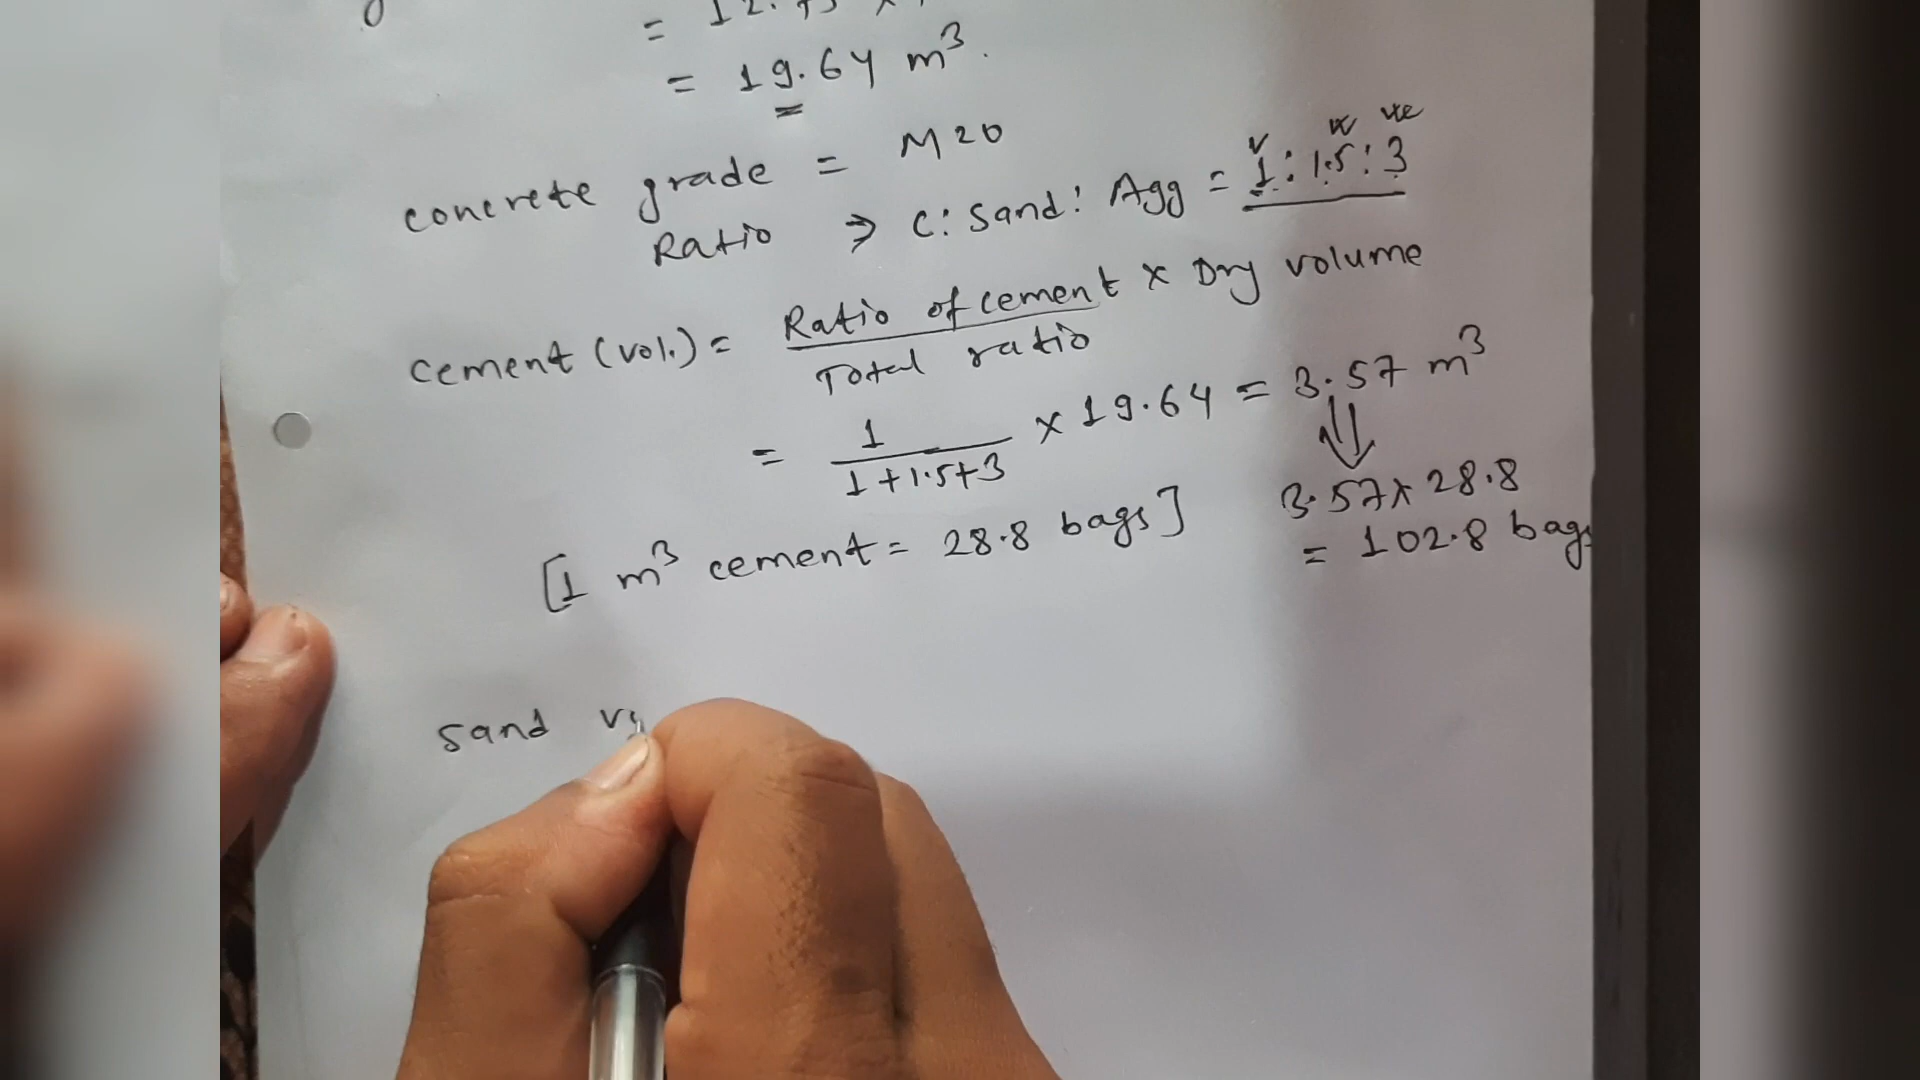 = 19.64 m³.
concrete grade = M20
Ratio ⇒ C: Sand: Agg = 1:1.5:3
cement (vol.) = Ratio of cement / Total ratio x Dry volume
= 1 / 1+1.5+3 x 19.64 = 3.57 m³
[1 m³ cement = 28.8 bags]
3.57x 28.8
= 102.8 bags
Sand